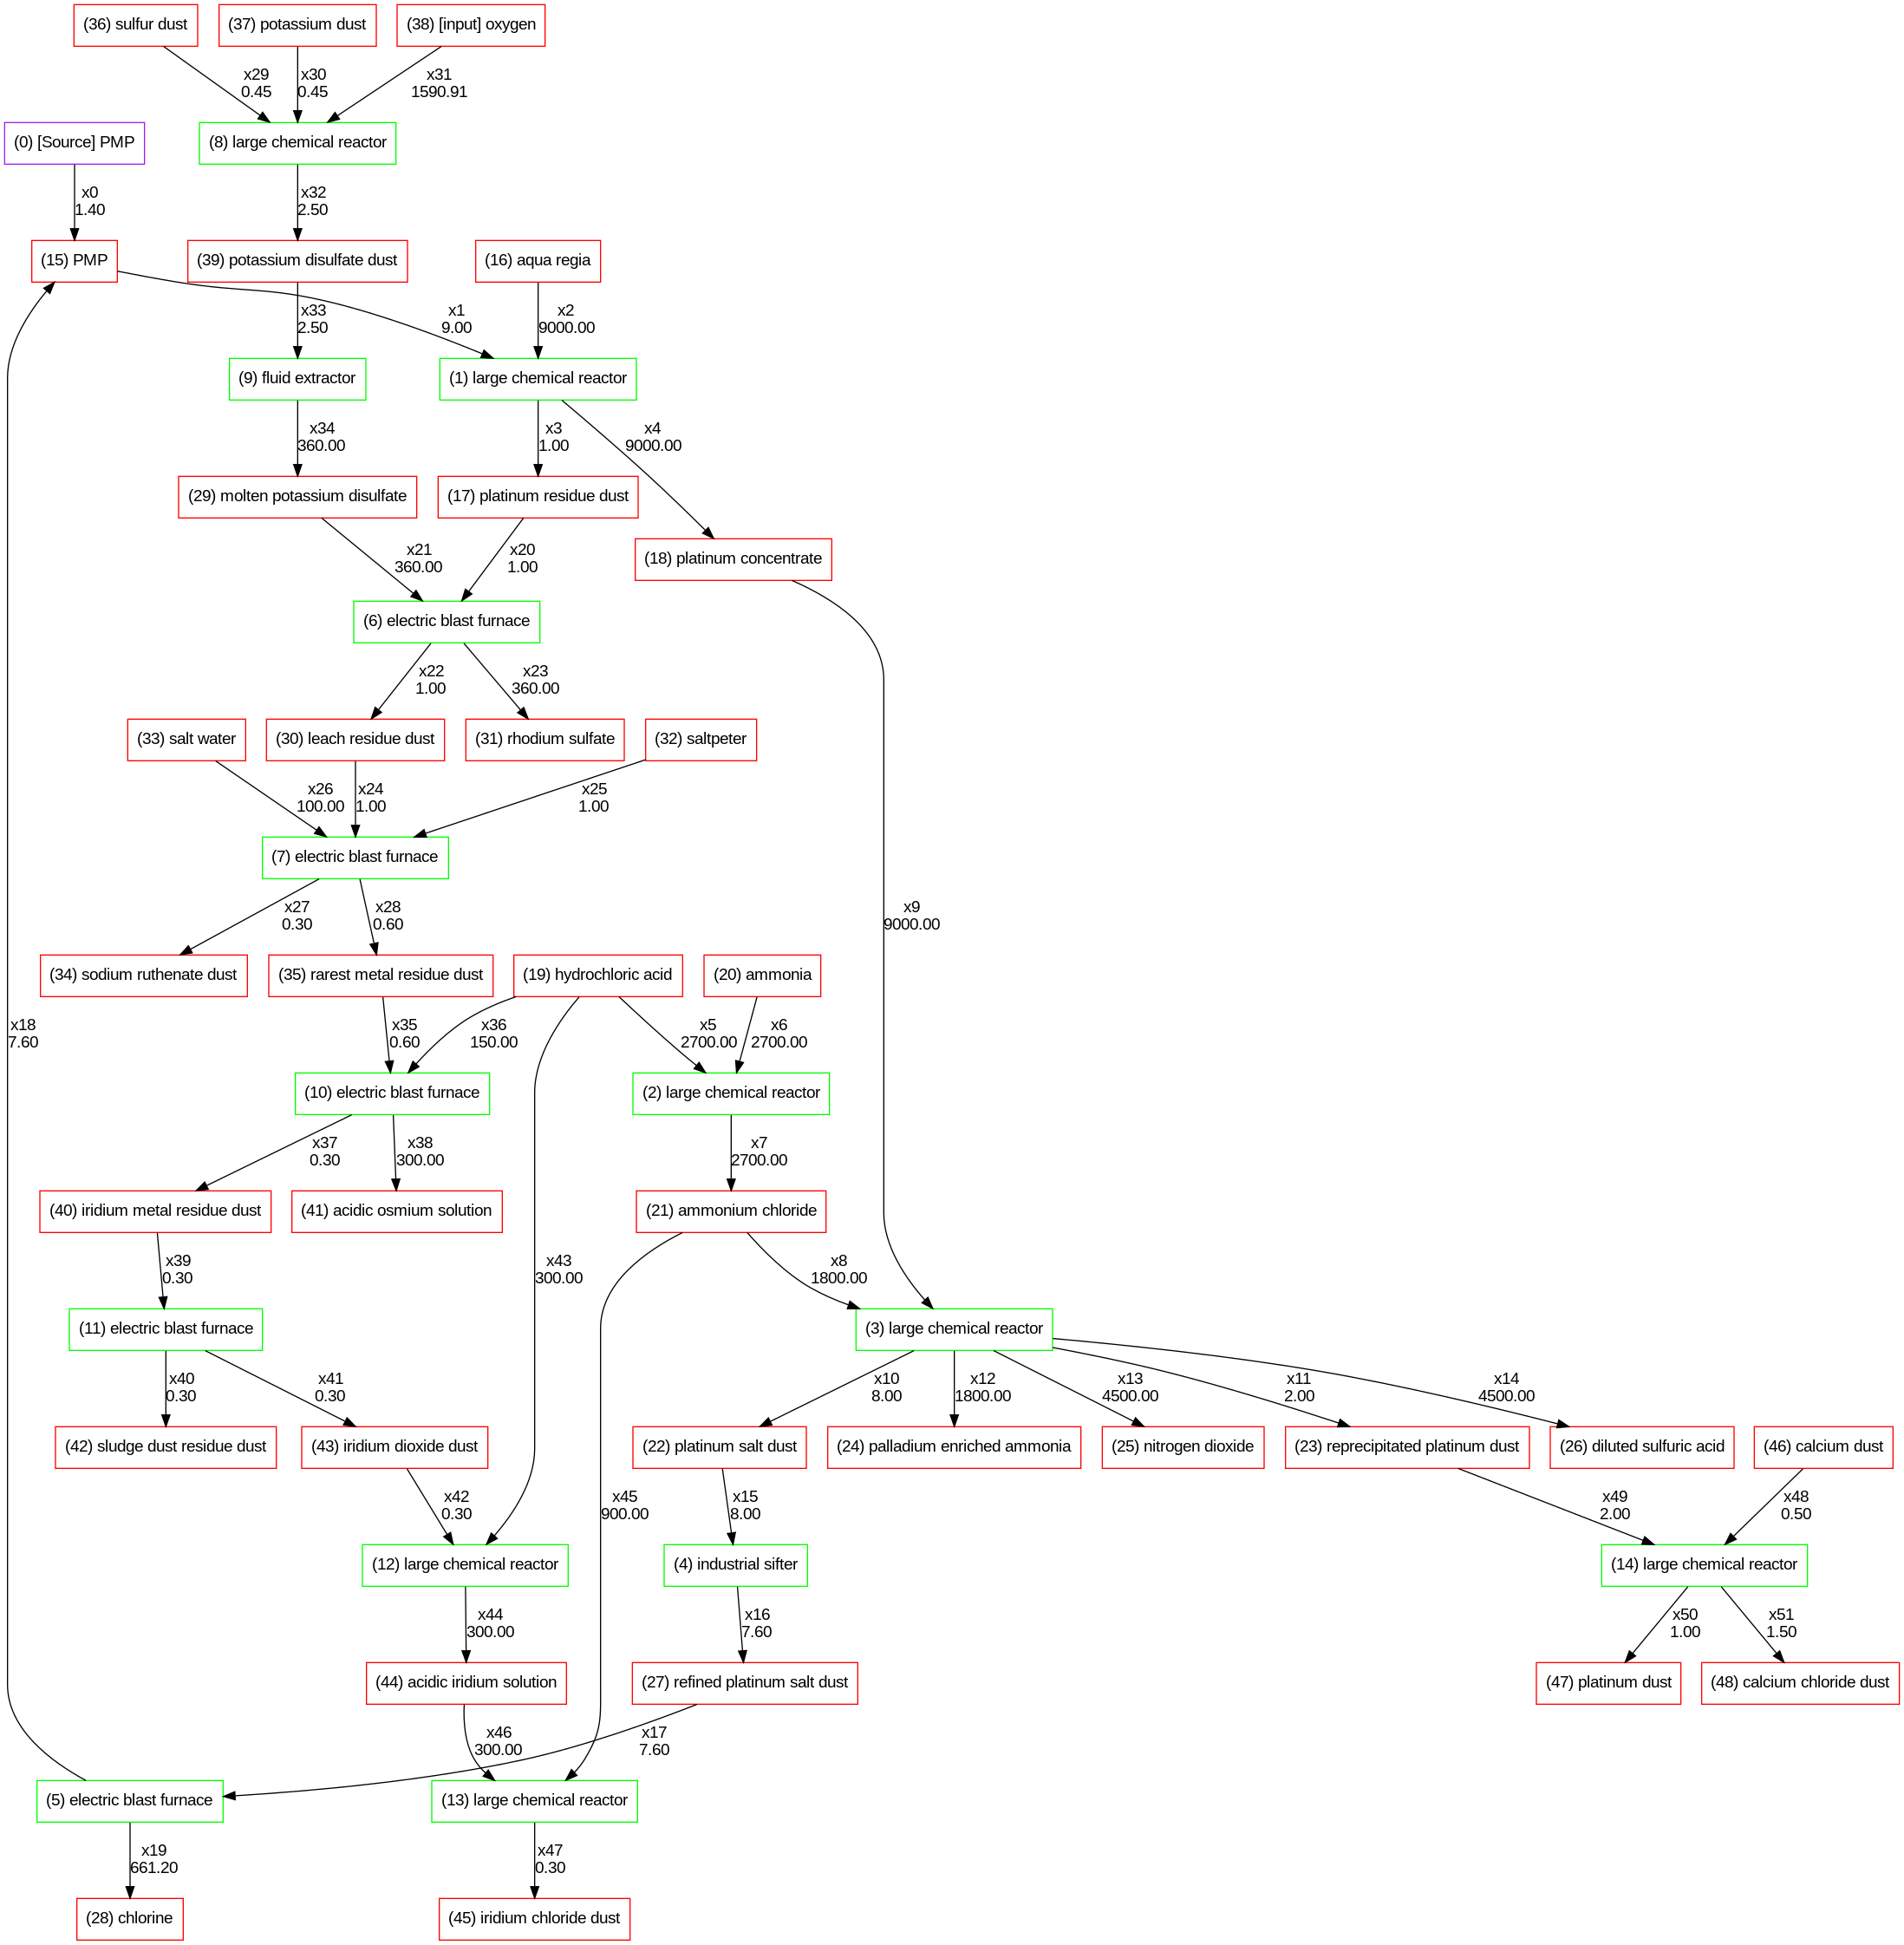 (36) sulfur dust
(37) potassium dust
(38) [input] oxygen
x29
0.45
x30
0.45
x31
1590.91
(0) [Source] PMP
(8) large chemical reactor
x0
1.40
x32
2.50
(15) PMP
(39) potassium disulfate dust
(16) aqua regia
x33
2.50
x1
9.00
x2
9000.00
(9) fluid extractor
(1) large chemical reactor
x34
360.00
x3
1.00
x4
9000.00
(29) molten potassium disulfate
(17) platinum residue dust
(18) platinum concentrate
x21
360.00
x20
1.00
(6) electric blast furnace
x22
1.00
x23
360.00
(33) salt water
(30) leach residue dust
(31) rhodium sulfate
(32) saltpeter
x26
100.00
x24
1.00
x25
1.00
(7) electric blast furnace
x27
0.30
x28
0.60
x9
9000.00
(34) sodium ruthenate dust
(35) rarest metal residue dust
(19) hydrochloric acid
(20) ammonia
x18
7.60
x35
0.60
x36
150.00
x5
2700.00
x6
2700.00
(10) electric blast furnace
(2) large chemical reactor
x37
0.30
x38
300.00
x7
2700.00
(40) iridium metal residue dust
(41) acidic osmium solution
(21) ammonium chloride
x39
0.30
x43
300.00
x8
1800.00
(11) electric blast furnace
(3) large chemical reactor
x40
0.30
x41
0.30
x10
8.00
x12
1800.00
x13
4500.00
x11
2.00
x14
4500.00
(42) sludge dust residue dust
(43) iridium dioxide dust
(22) platinum salt dust
(24) palladium enriched ammonia
(25) nitrogen dioxide
(23) reprecipitated platinum dust
(26) diluted sulfuric acid
(46) calcium dust
x42
0.30
x45
900.00
x15
8.00
x49
2.00
x48
0.50
(12) large chemical reactor
(4) industrial sifter
(14) large chemical reactor
x44
300.00
x16
7.60
x50
1.00
x51
1.50
(44) acidic iridium solution
(27) refined platinum salt dust
(47) platinum dust
(48) calcium chloride dust
x46
300.00
x17
7.60
(5) electric blast furnace
(13) large chemical reactor
x19
661.20
x47
0.30
(28) chlorine
(45) iridium chloride dust